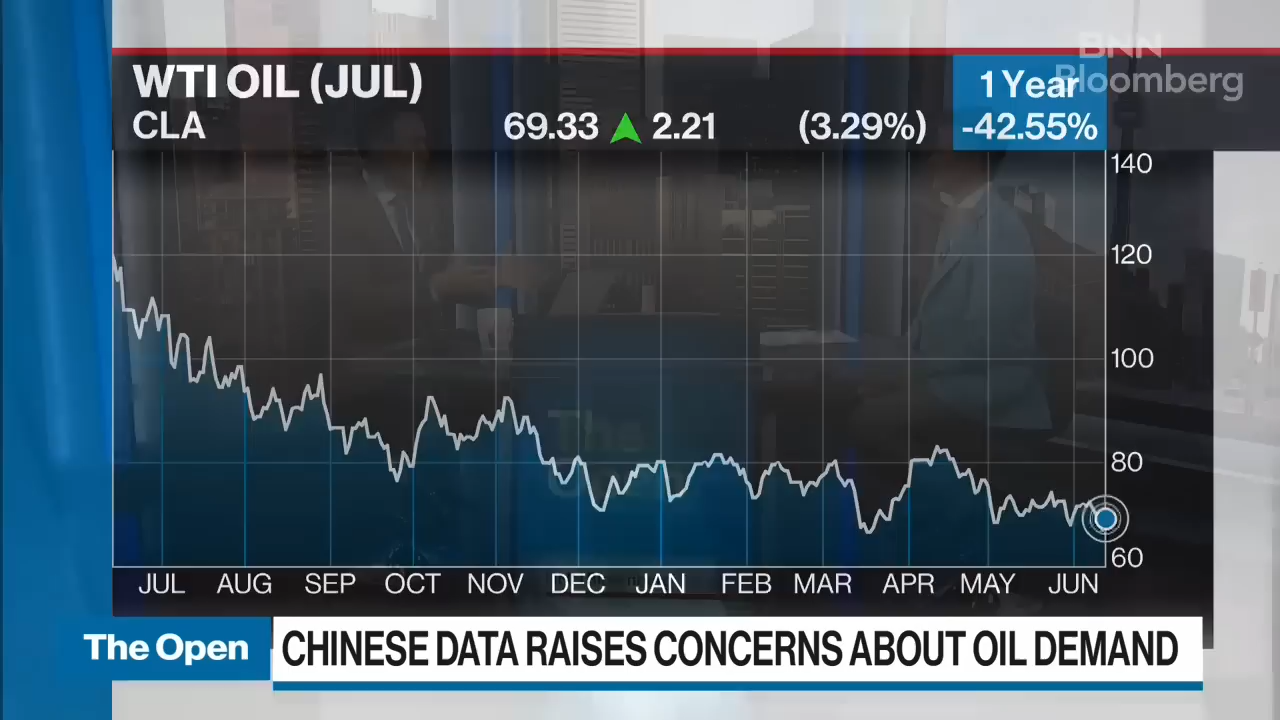 BNN
Bloomberg
WTI OIL (JUL)
1 Year
CLA 69.33 2.21 (3.29%) -42.55%
140
120
100
80
60
JUL AUG SEP OCT NOV DEC JAN FEB MAR APR MAY JUN
The Open
CHINESE DATA RAISES CONCERNS ABOUT OIL DEMAND